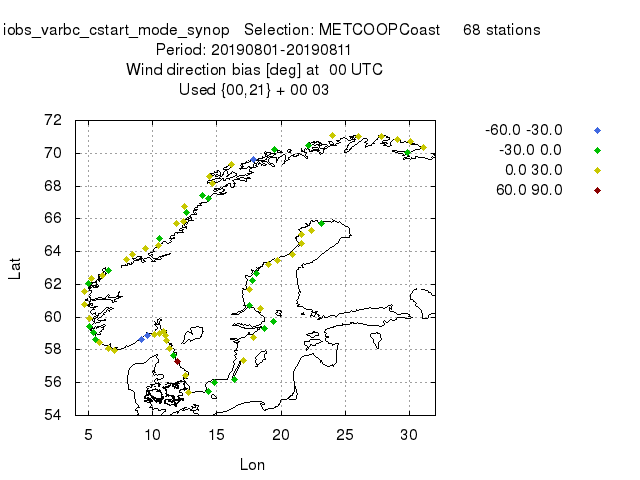 iobs_varbc_cstart_mode_synop Selection: METCOOPCoast 68 stations
Period: 20190801-20190811
Wind direction bias [deg] at 00 UTC
Used {00,21} + 00 03
-60.0 -30.0
-30.0 0.0
0.0 30.0
60.0 90.0
72
70
68
66
64
62
60
58
56
54
Lat
5 10 15 20 25 30
Lon